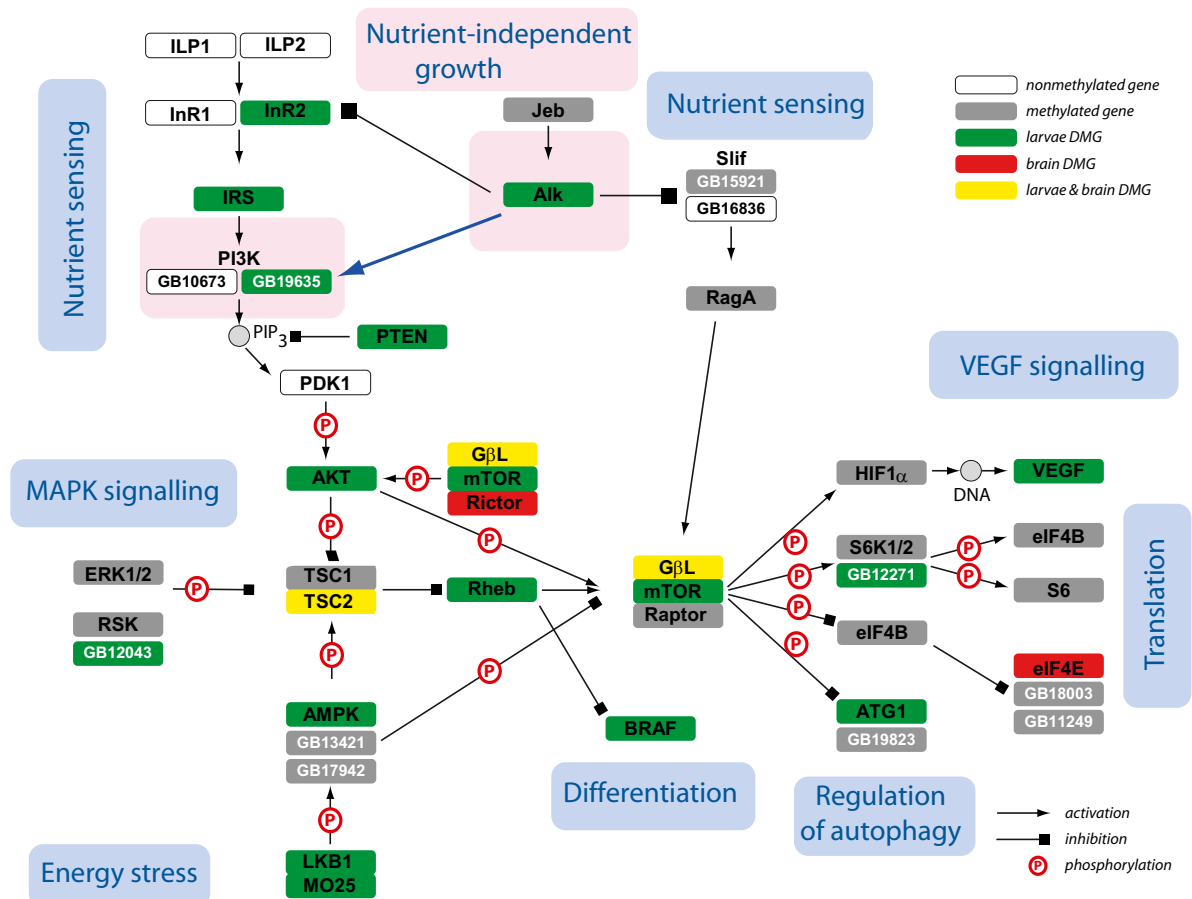 Nutrient-independent
growth
ILP1 ILP2
InR1 InR2
Nutrient sensing
IRS
PI3K
GB10673 GB19635
PIP3
PTEN
PDK1
Jeb
Alk
Nutrient sensing
Slif
GB15921
GB16836
RagA
nonmethylated gene
methylated gene
larvae DMG
brain DMG
larvae & brain DMG
VEGF signalling
MAPK signalling
P
AKT
P
GβL
mTOR
Rictor
P
P
ERK1/2
P
RSK
GB12043
TSC1
TSC2
Rheb
P
AMPK
GB13421
GB17942
P
P
LKB1
MO25
Energy stress
BRAF
Differentiation
GβL
mTOR
Raptor
P
P
P
P
HIF1α
DNA
VEGF
S6K1/2
GB12271
P
P
eIF4B
S6
eIF4B
eIF4E
GB18003
GB11249
Translation
ATG1
GB19823
Regulation
of autophagy
activation
inhibition
P phosphorylation